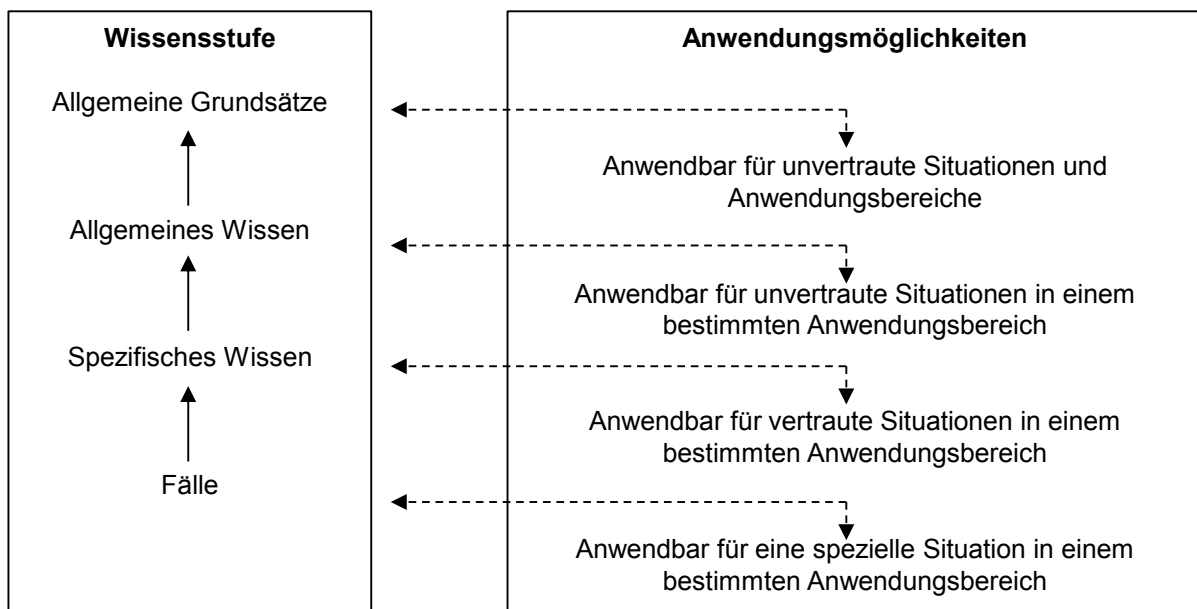 Wissensstufe
Allgemeine Grundsätze
Allgemeines Wissen
Spezifisches Wissen
Fälle
Anwendungsmöglichkeiten
Anwendbar für unvertraute Situationen und
Anwendungsbereiche
Anwendbar für unvertraute Situationen in einem
bestimmten Anwendungsbereich
Anwendbar für vertraute Situationen in einem
bestimmten Anwendungsbereich
Anwendbar für eine spezielle Situation in einem
bestimmten Anwendungsbereich